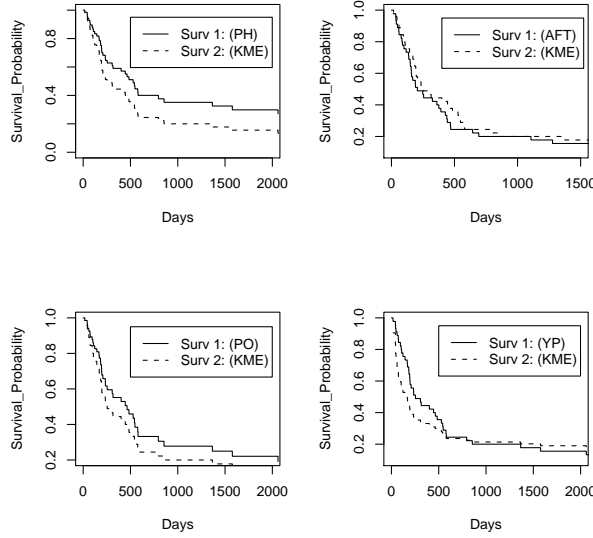 Survival_Probability
0.0
0.4
0.8
Surv 1: (PH)
Surv 2: (KME)
0 500 1000 1500 2000
Days
Survival_Probability
0.2
0.4
0.6
0.8
1.0
Surv 1: (AFT)
Surv 2: (KME)
0 500 1000 1500
Days
Survival_Probability
0.2
0.4
0.6
0.8
1.0
Surv 1: (PO)
Surv 2: (KME)
0 500 1000 1500 2000
Days
Survival_Probability
0.2
0.4
0.6
0.8
1.0
Surv 1: (YP)
Surv 2: (KME)
0 500 1000 1500 2000
Days